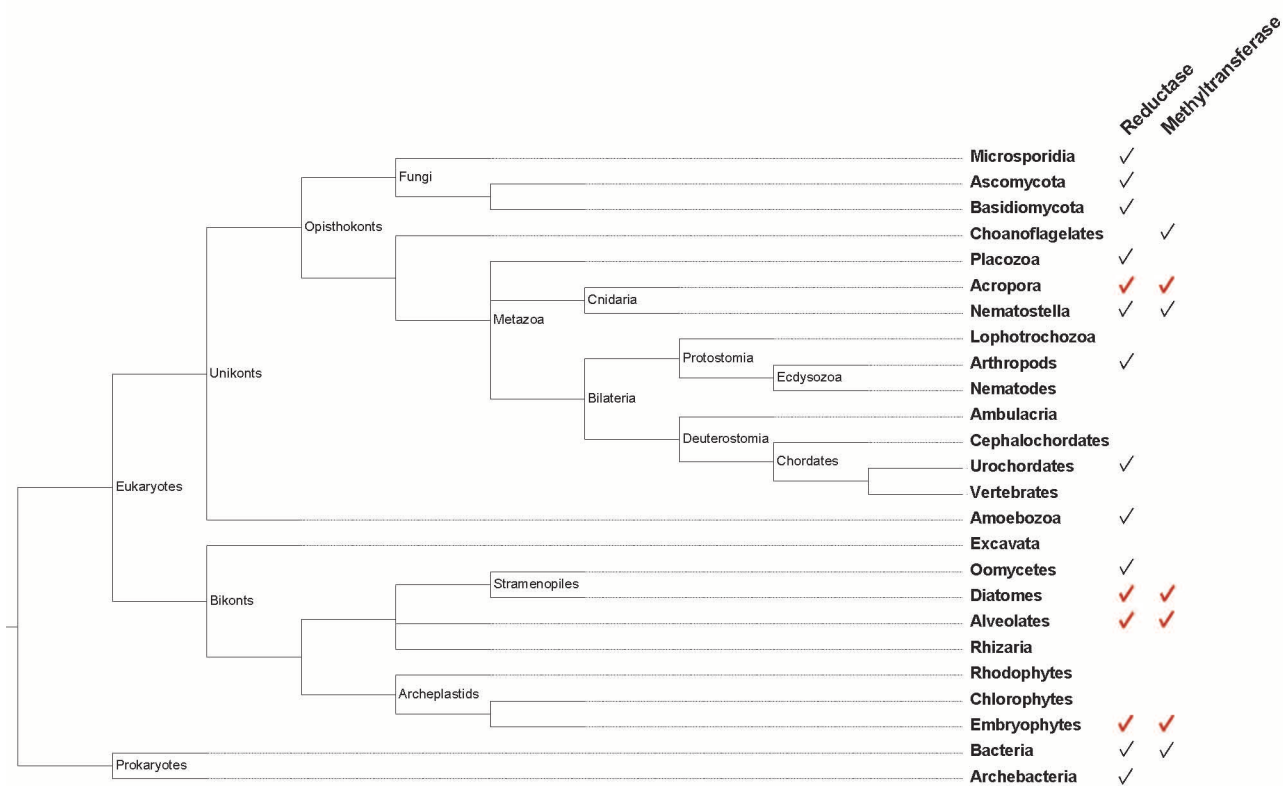 Reductase
Methyltransferase
Microsporidia
Fungi
Ascomycota
Basidiomycota
Opisthokonts
Choanoflagelates
Placozoa
Acropora
Cnidaria
Nematostella
Metazoa
Lophotrochozoa
Protostomia
Arthropods
Unikonts
Ecdysozoa
Nematodes
Bilateria
Ambulacria
Deuterostomia
Cephalochordates
Chordates
Urochordates
Eukaryotes
Vertebrates
Amoebozoa
Excavata
Oomycetes
Stramenopiles
Diatomes
Bikonts
Alveolates
Rhizaria
Rhodophytes
Archeplastids
Chlorophytes
Embryophytes
Bacteria
Prokaryotes
Archebacteria